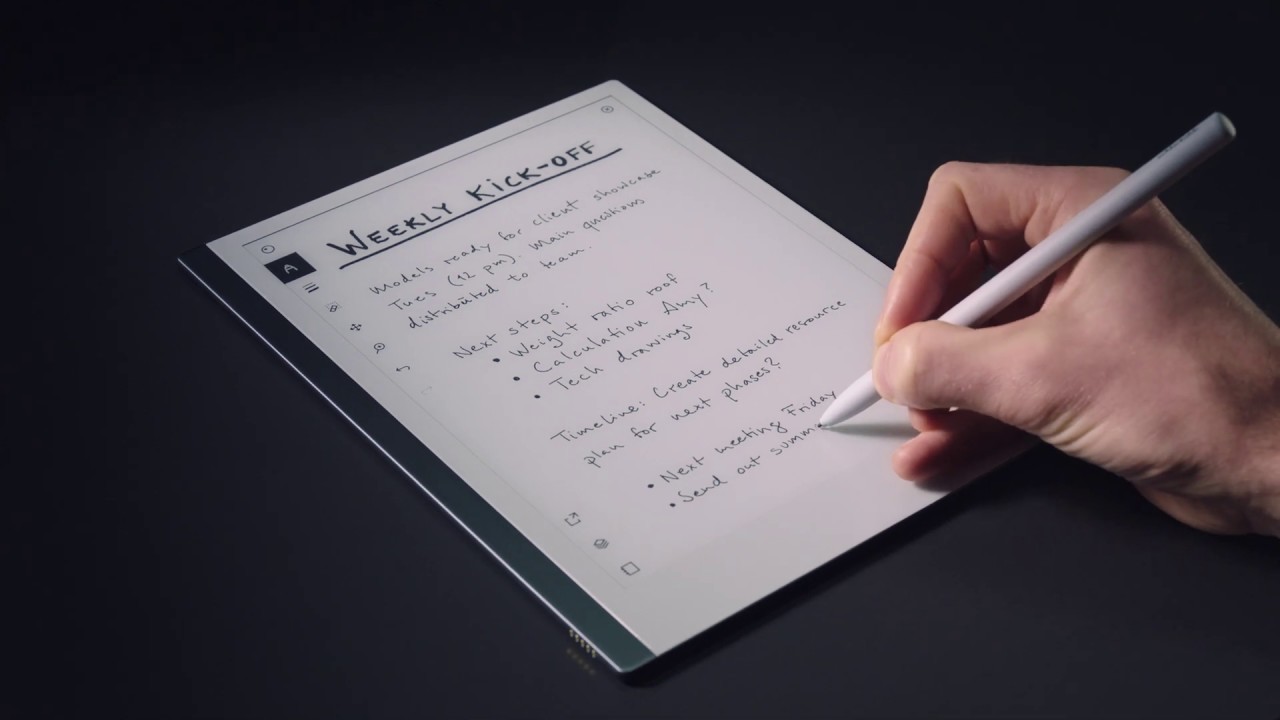 WEEKLY KICK-OFF
Models ready for client showcase
Tues (12 pm). Main questions
distributed to team.
Next steps:
• Weight ratio roof
• Calculation Amy?
• Tech drawings
Timeline: Create detailed resource
plan for next phases?
• Next meeting Friday
• Send out summ
A